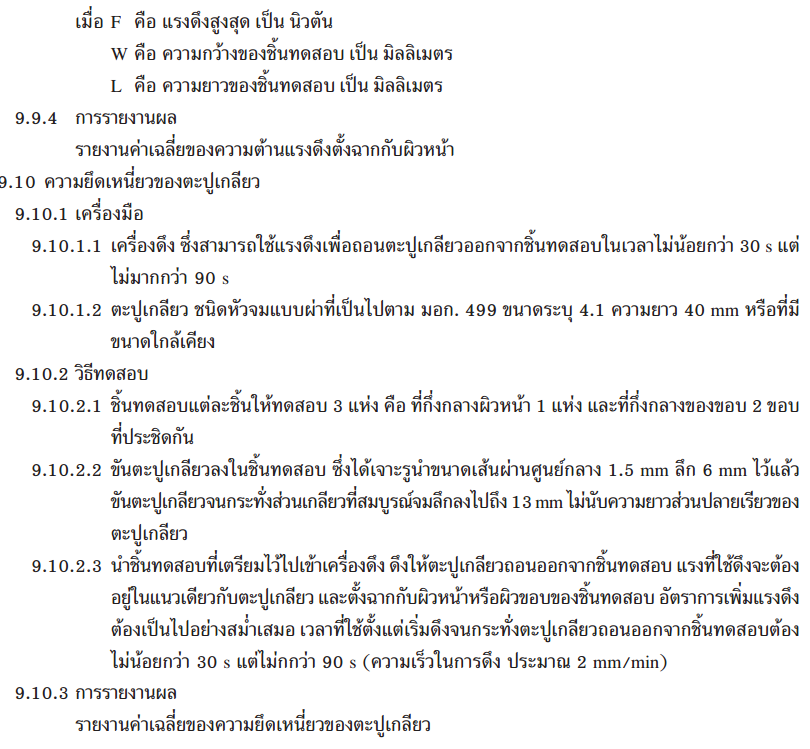 เมื่อ F คือ แรงดึงสูงสุด เป็น นิวตัน
W คือ ความกว้างของชิ้นทดสอบ เป็น มิลลิเมตร
L คือ ความยาวของชิ้นทดสอบ เป็น มิลลิเมตร
9.9.4 การรายงานผล
รายงานค่าเฉลี่ยของความต้านแรงดึงตั้งฉากกับผิวหน้า
9.10 ความยึดเหนี่ยวของตะปูเกลียว
9.10.1 เครื่องมือ
9.10.1.1 เครื่องดึง ซึ่งสามารถใช้แรงดึงเพื่อถอนตะปูเกลียวออกจากชิ้นทดสอบในเวลาไม่น้อยกว่า 30 s แต่
ไม่มากกว่า 90 s
9.10.1.2 ตะปูเกลียว ชนิดหัวจมแบบผ่าที่เป็นไปตาม มอก. 499 ขนาดระบุ 4.1 ความยาว 40 mm หรือที่มี
ขนาดใกล้เคียง
9.10.2 วิธีทดสอบ
9.10.2.1 ชิ้นทดสอบแต่ละชิ้นให้ทดสอบ 3 แห่ง คือ ที่กึ่งกลางผิวหน้า 1 แห่ง และที่กึ่งกลางของขอบ 2 ขอบ
ที่ประชิดกัน
9.10.2.2 ขันตะปูเกลียวลงในชิ้นทดสอบ ซึ่งได้เจาะรูนำขนาดเส้นผ่านศูนย์กลาง 1.5 mm ลึก 6 mm ไว้แล้ว
ขันตะปูเกลียวจนกระทั่งส่วนเกลียวที่สมบูรณ์จมลึกลงไปถึง 13 mm ไม่นับความยาวส่วนปลายเรียวของ
ตะปูเกลียว
9.10.2.3 นำชิ้นทดสอบที่เตรียมไว้ไปเข้าเครื่องดึง ดึงให้ตะปูเกลียวถอนออกจากชิ้นทดสอบ แรงที่ใช้ดึงจะต้อง
อยู่ในแนวเดียวกับตะปูเกลียว และตั้งฉากกับผิวหน้าหรือผิวขอบของชิ้นทดสอบ อัตราการเพิ่มแรงดึง
ต้องเป็นไปอย่างสม่ำเสมอ เวลาที่ใช้ตั้งแต่เริ่มดึงจนกระทั่งตะปูเกลียวถอนออกจากชิ้นทดสอบต้อง
ไม่น้อยกว่า 30 s แต่ไม่กกว่า 90 s (ความเร็วในการดึง ประมาณ 2 mm/min)
9.10.3 การรายงานผล
รายงานค่าเฉลี่ยของความยึดเหนี่ยวของตะปูเกลียว